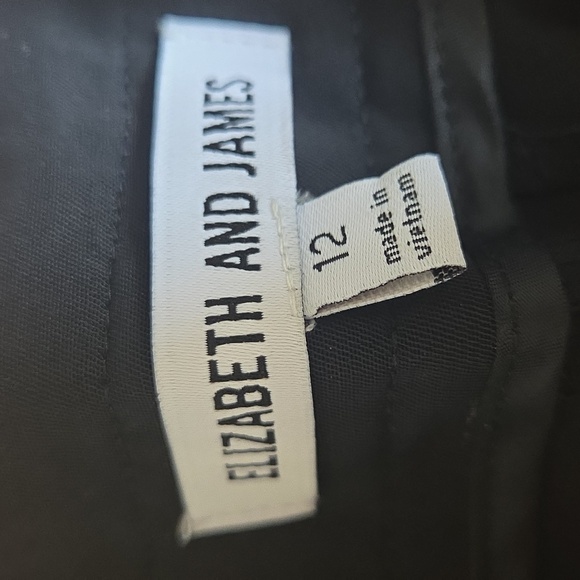 ELIZABETH AND JAMES
12
made in
vietnam